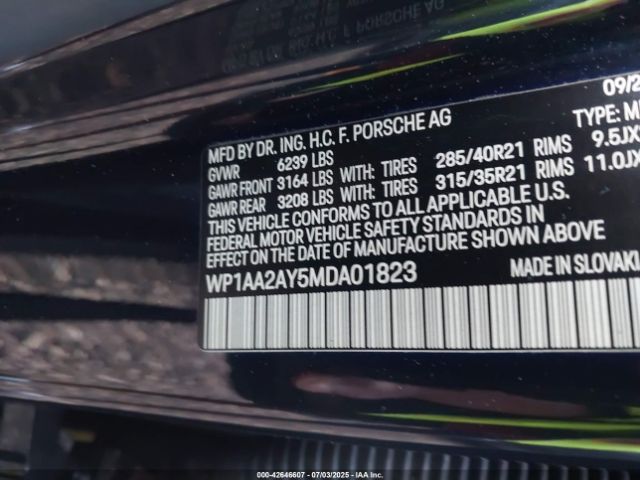 09/2
MFD BY DR. ING. H.C. F. PORSCHE AG
TYPE: M
GVWR 6239 LBS
GAWR FRONT 3164 LBS WITH: TIRES 285/40R21 RIMS 9.5JX
GAWR REAR 3208 LBS WITH: TIRES 315/35R21 RIMS 11.0JX
THIS VEHICLE CONFORMS TO ALL APPLICABLE U.S.
FEDERAL MOTOR VEHICLE SAFETY STANDARDS IN
EFFECT ON THE DATE OF MANUFACTURE SHOWN ABOVE
WP1AA2AY5MDA01823
MADE IN SLOVAKI
000-42646607 - 07/03/2025 - IAA Inc.